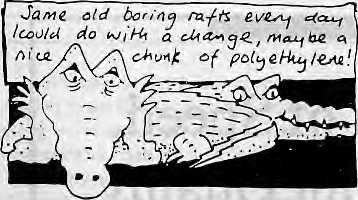 Same old boring rafts every day
I could do with a change, maybe a
nice chunk of polyethylene!